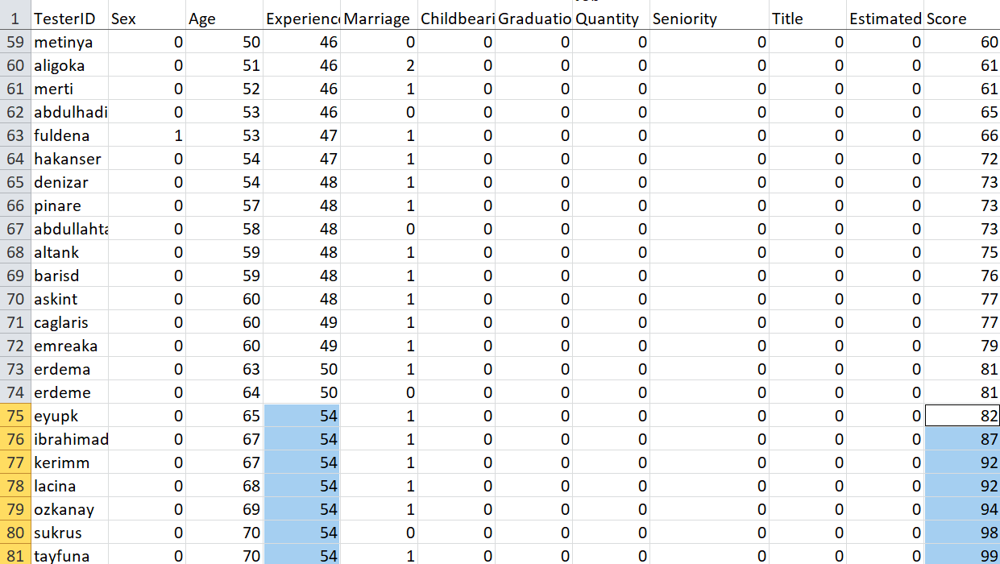 1 TesterID Sex Age Experienc Marriage Childbeari Graduatio Quantity Seniority Title Estimated Score
59 metinya 0 50 46 0 0 0 0 0 0 0 60
60 aligoka 0 51 46 2 0 0 0 0 0 0 61
61 merti 0 52 46 1 0 0 0 0 0 0 61
62 abdulhadi 0 53 46 0 0 0 0 0 0 0 65
63 fuldena 1 53 47 1 0 0 0 0 0 0 66
64 hakanser 0 54 47 1 0 0 0 0 0 0 72
65 denizar 0 54 48 1 0 0 0 0 0 0 73
66 pinare 0 57 48 1 0 0 0 0 0 0 73
67 abdullahta 0 58 48 0 0 0 0 0 0 0 73
68 altank 0 59 48 1 0 0 0 0 0 0 75
69 barisd 0 59 48 1 0 0 0 0 0 0 76
70 askint 0 60 48 1 0 0 0 0 0 0 77
71 caglaris 0 60 49 1 0 0 0 0 0 0 77
72 emreaka 0 60 49 1 0 0 0 0 0 0 79
73 erdema 0 63 50 1 0 0 0 0 0 0 81
74 erdeme 0 64 50 0 0 0 0 0 0 0 81
75 eyupk 0 65 54 1 0 0 0 0 0 0 82
76 ibrahimad 0 67 54 1 0 0 0 0 0 0 87
77 kerimm 0 67 54 1 0 0 0 0 0 0 92
78 lacina 0 68 54 1 0 0 0 0 0 0 92
79 ozkanay 0 69 54 1 0 0 0 0 0 0 94
80 sukrus 0 70 54 0 0 0 0 0 0 0 98
81 tayfuna 0 70 54 1 0 0 0 0 0 0 99